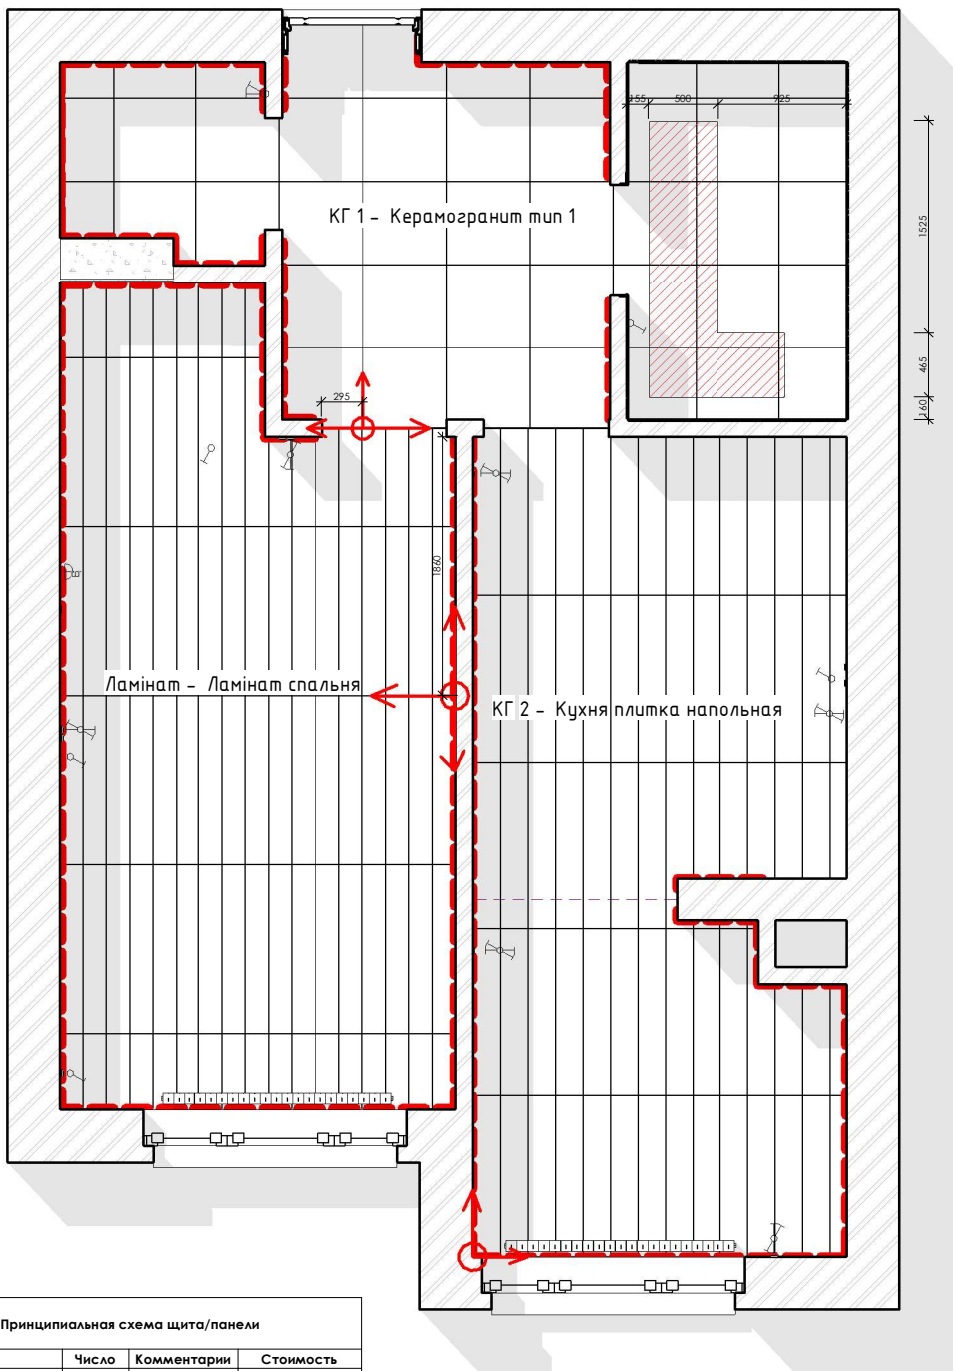 155 500 925
1525
КГ 1 - Керамогранит тип 1
465
295
160
1860
Ламінат - Ламінат спальня
КГ 2 - Кухня плитка напольная
Принципиальная схема щита/панели
Число Комментарии Стоимость